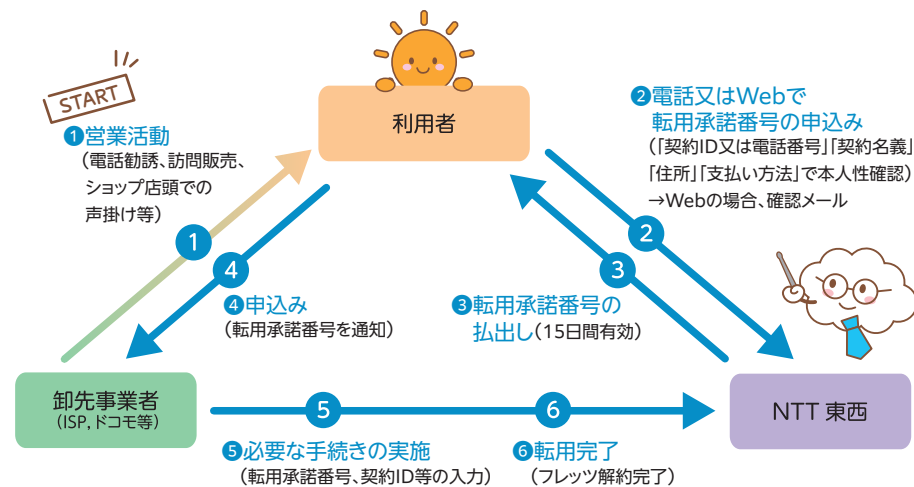 START
❶営業活動
(電話勧誘、訪問販売、
ショップ店頭での
声掛け等)
利用者
❷電話又はWebで
転用承諾番号の申込み
(「契約ID又は電話番号」「契約名義」
「住所」「支払い方法」で本人性確認)
→Webの場合、確認メール
1
2
4
3
❹申込み
(転用承諾番号を通知)
❸転用承諾番号の
払出し(15日間有効)
卸先事業者
(ISP,ドコモ等)
5
6
NTT 東西
❺必要な手続きの実施
(転用承諾番号、契約ID等の入力)
❻転用完了
(フレッツ解約完了)